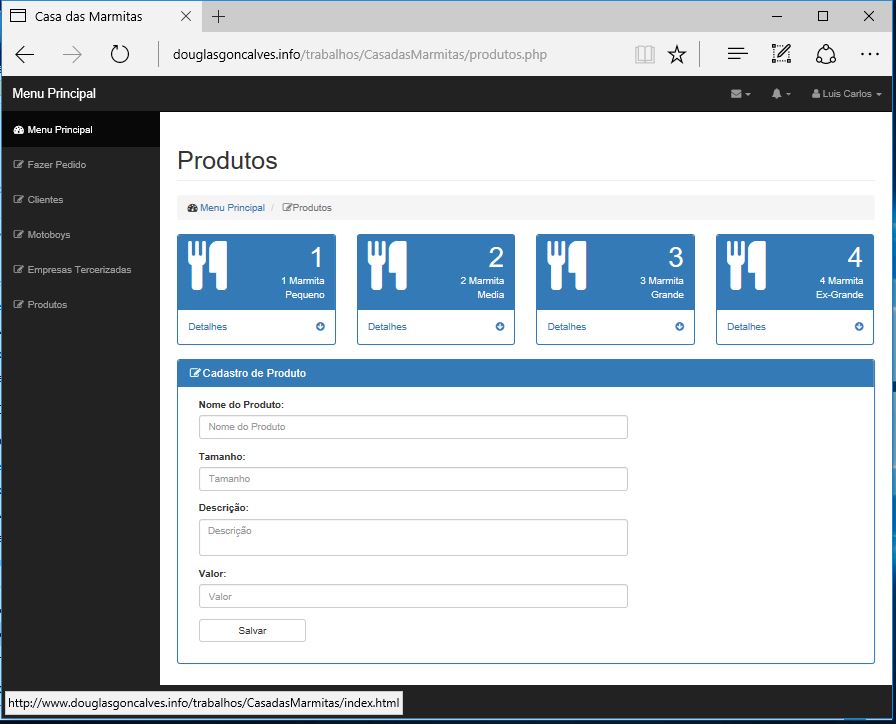 Casa das Marmitas
douglasgoncalves.info/trabalhos/CasadasMarmitas/produtos.php
Menu Principal
Luis Carlos
Menu Principal
Fazer Pedido
Clientes
Motoboys
Empresas Tercerizadas
Produtos
Produtos
Menu Principal / Produtos
1
1 Marmita
Pequeno
Detalhes
2
2 Marmita
Media
Detalhes
3
3 Marmita
Grande
Detalhes
4
4 Marmita
Ex-Grande
Detalhes
Cadastro de Produto
Nome do Produto:
Nome do Produto
Tamanho:
Tamanho
Descrição:
Descrição
Valor:
Valor
Salvar
http://www.douglasgoncalves.info/trabalhos/CasadasMarmitas/index.html